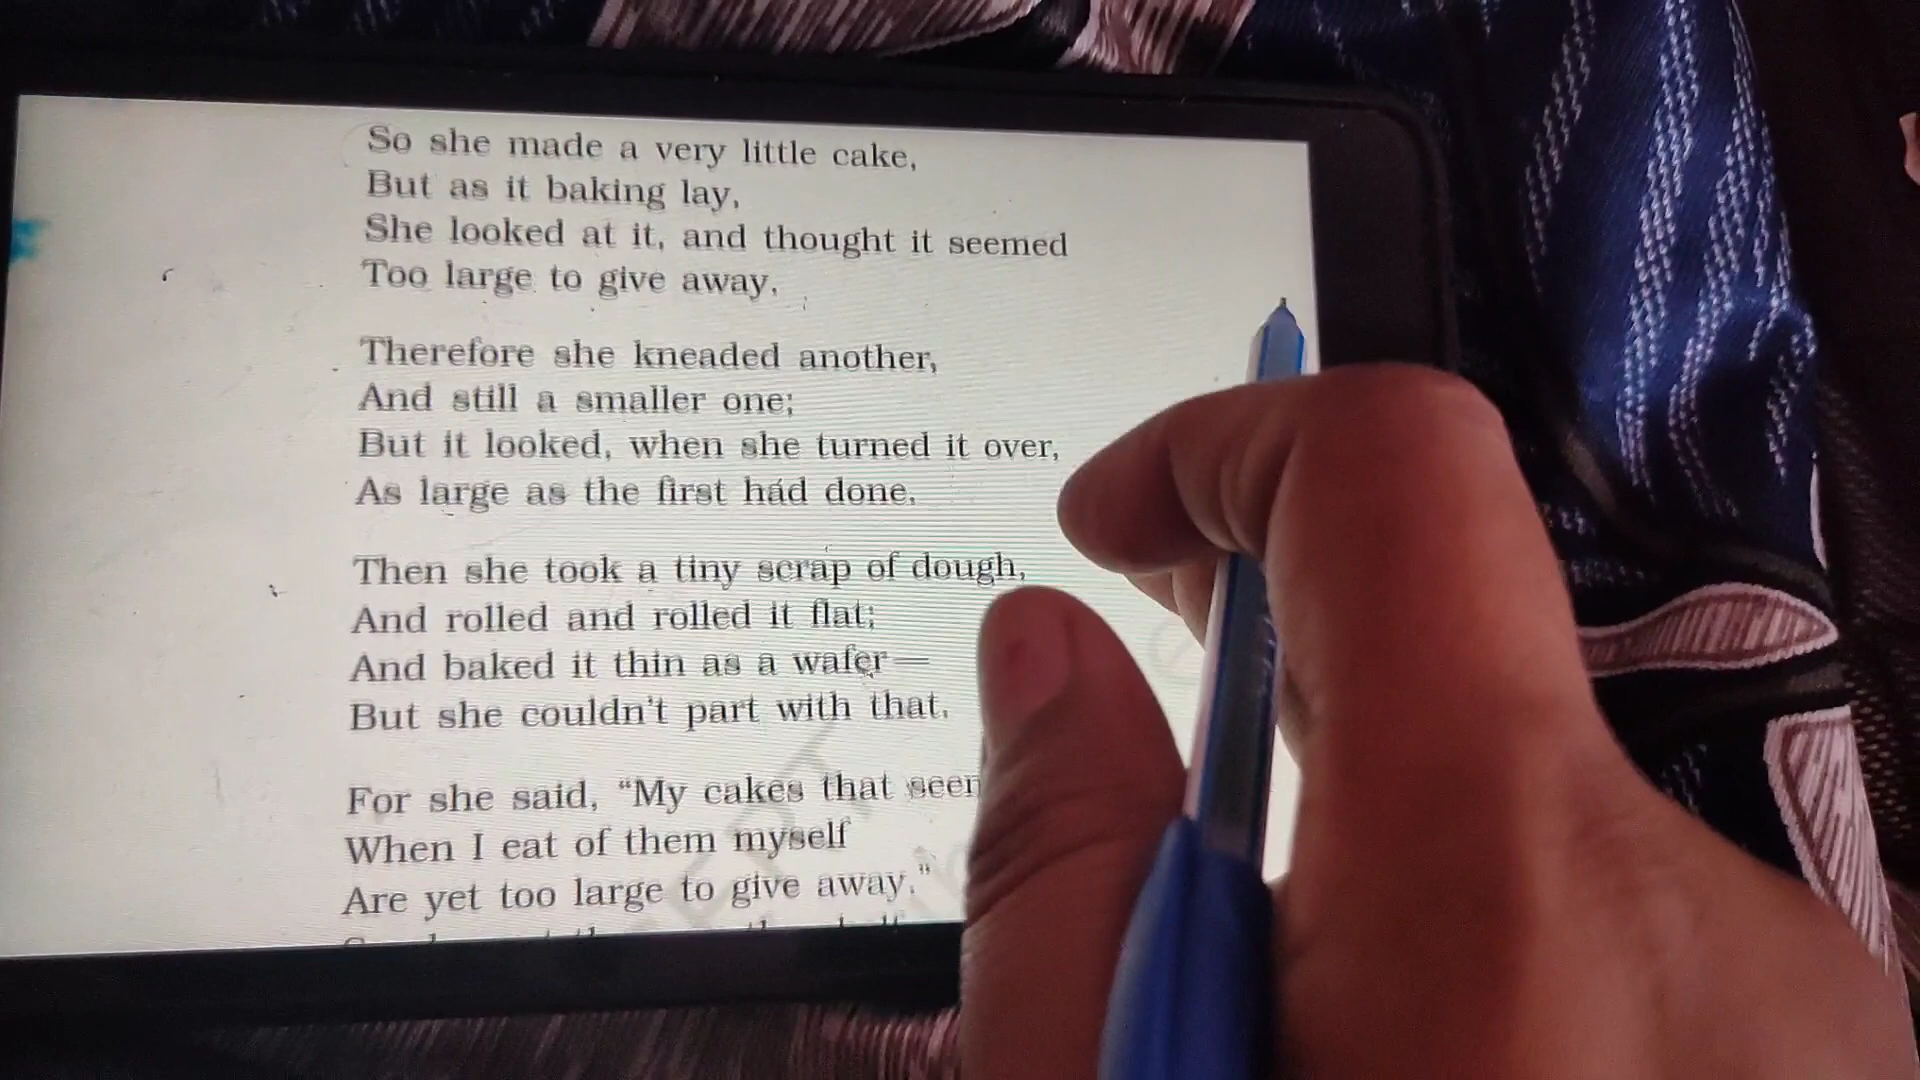 So she made a very little cake,
But as it baking lay,
She looked at it, and thought it seemed
Too large to give away.
Therefore she kneaded another,
And still a smaller one;
But it looked, when she turned it over,
As large as the first had done.
Then she took a tiny scrap of dough,
And rolled and rolled it flat;
And baked it thin as a wafer—
But she couldn't part with that.
For she said, “My cakes that
When I eat of them myself
Are yet too large to give away.”